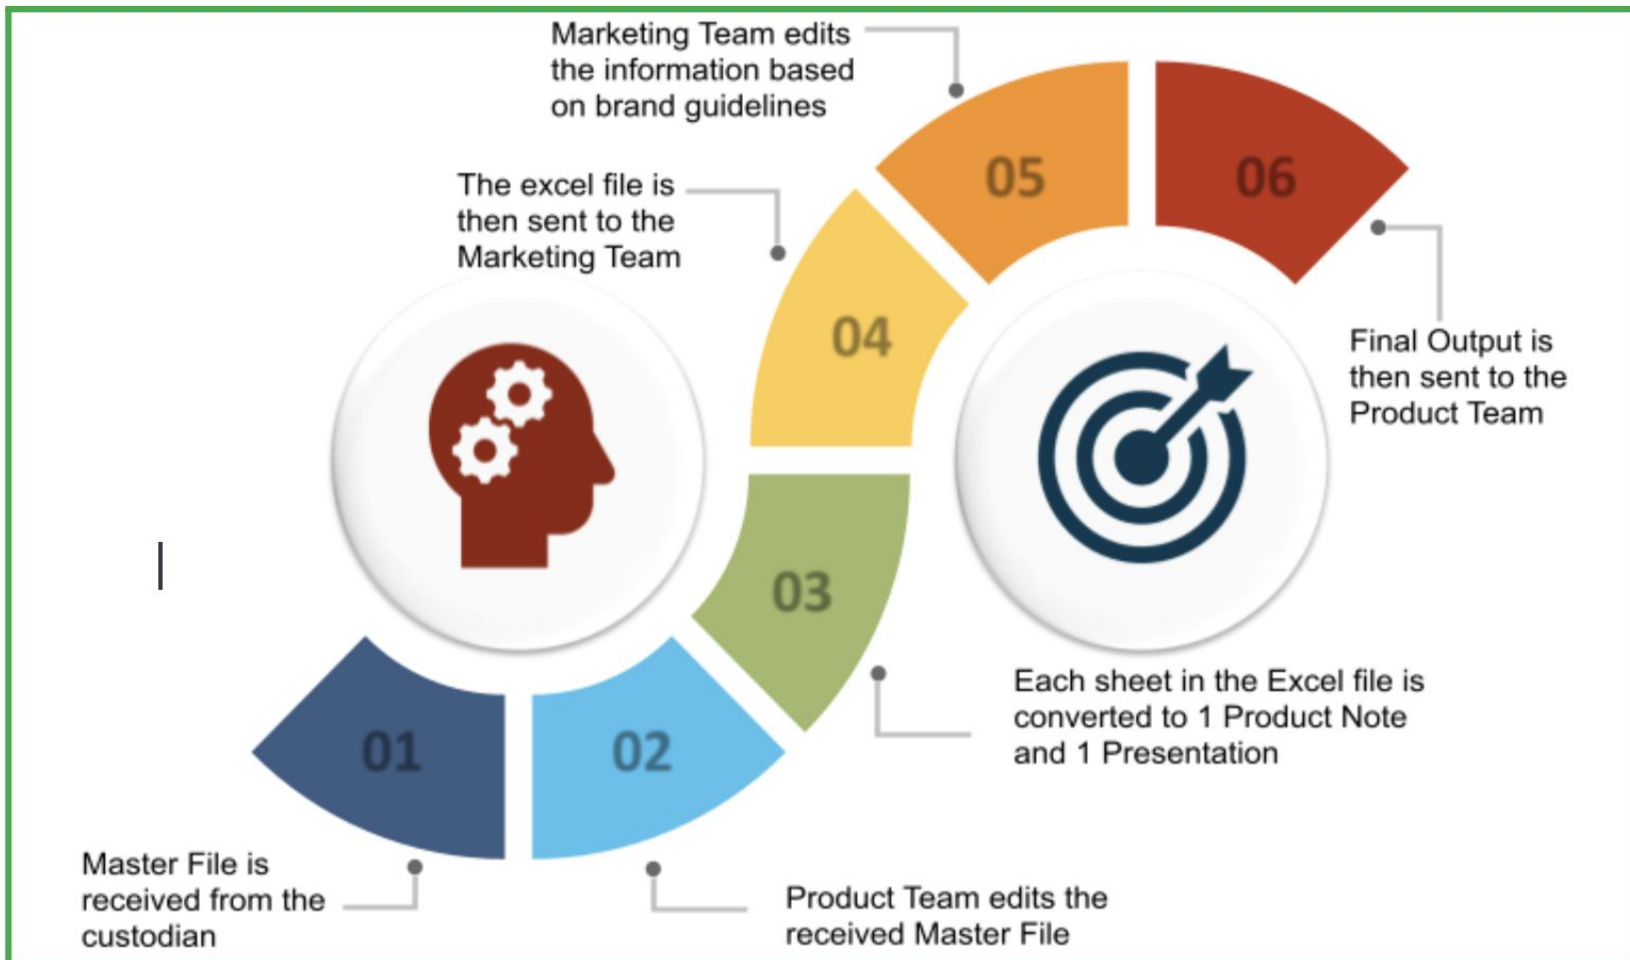 01
Master File is
received from the
custodian
02
Product Team edits the
received Master File
03
Each sheet in the Excel file is
converted to 1 Product Note
and 1 Presentation
04
The excel file is
then sent to the
Marketing Team
05
Marketing Team edits
the information based
on brand guidelines
06
Final Output is
then sent to the
Product Team